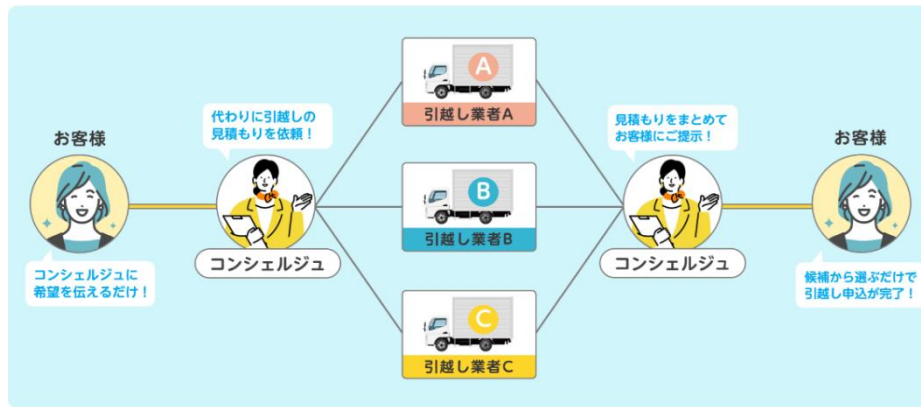 お客様
コンシェルジュに
希望を伝えるだけ！
代わりに引越しの
見積もりを依頼！
コンシェルジュ
A
引越し業者A
B
引越し業者B
C
引越し業者C
見積もりをまとめて
お客様にご提示！
コンシェルジュ
お客様
候補から選ぶだけで
引越し申込が完了！